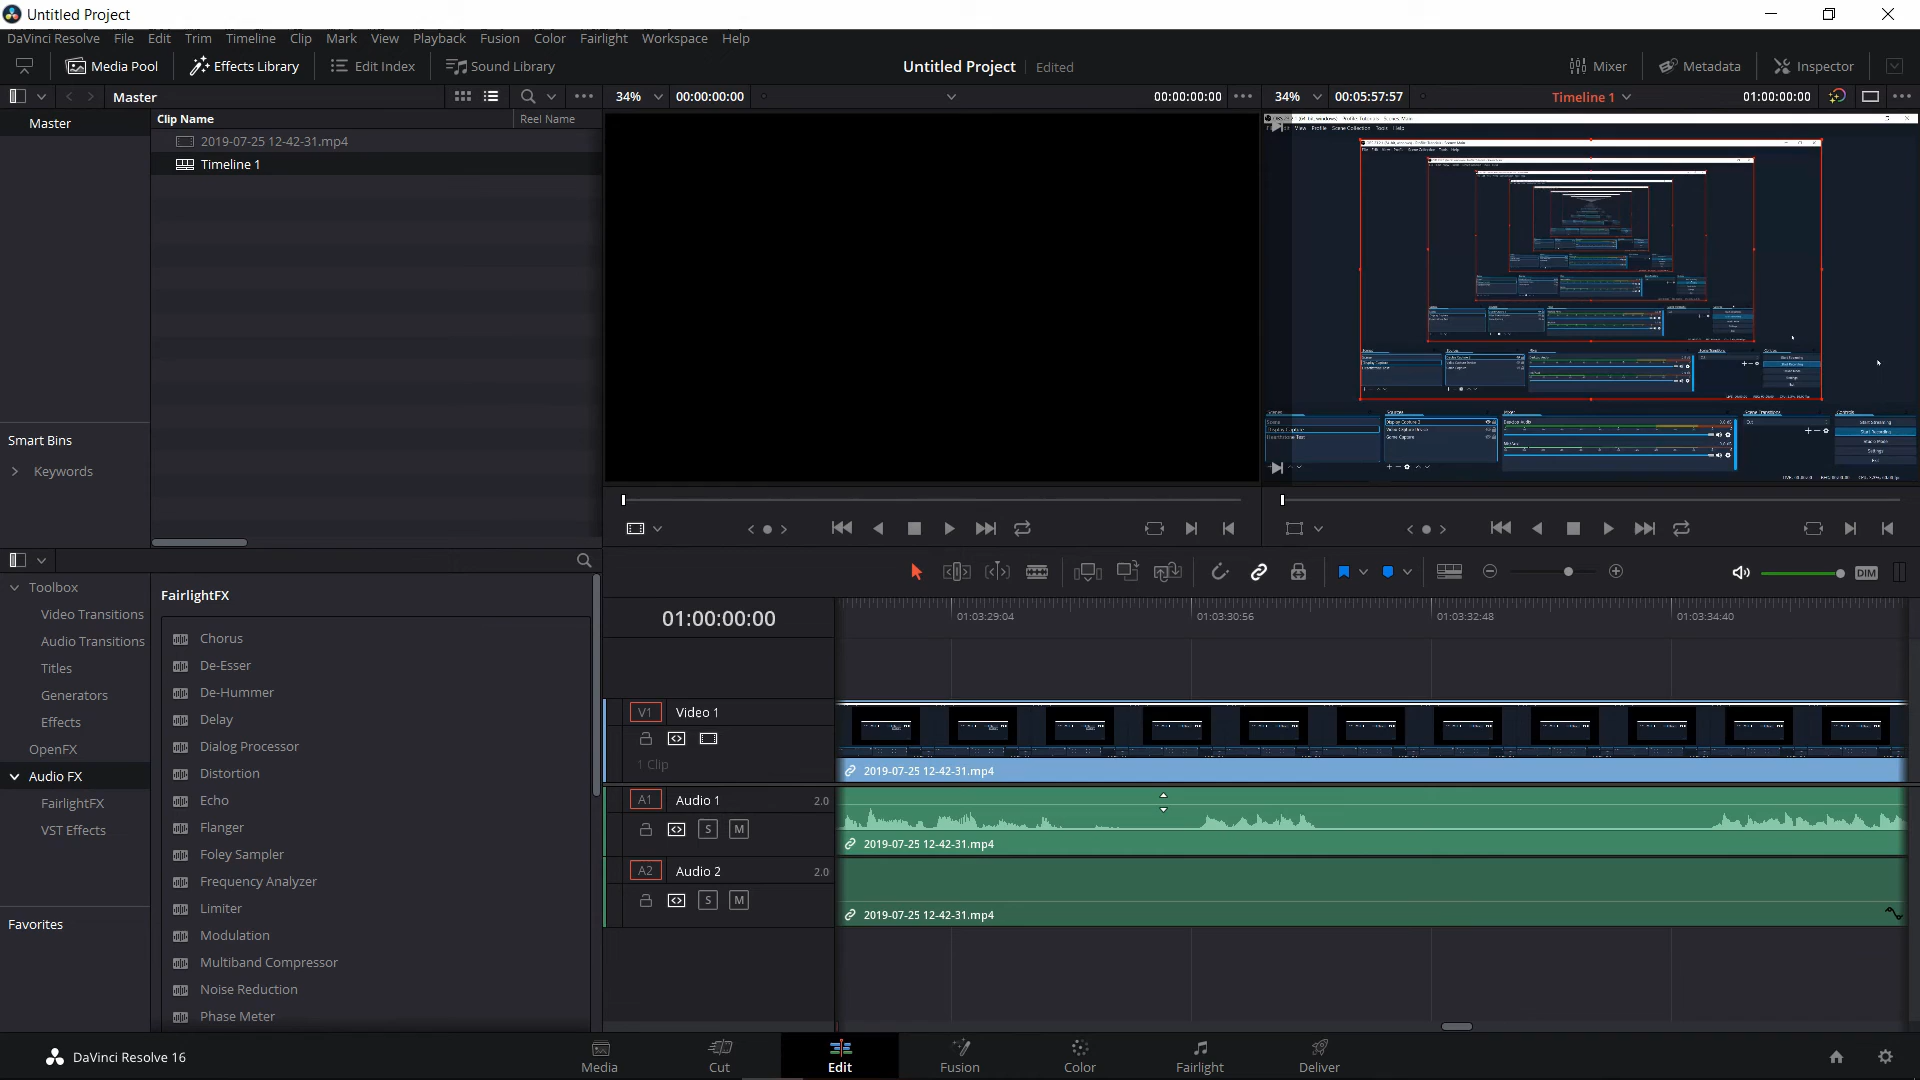 Untitled Project
DaVinci Resolve File Edit Trim Timeline Clip Mark View Playback Fusion Color Fairlight Workspace Help
Media Pool Effects Library Edit Index Sound Library Untitled Project Edited Mixer Metadata Inspector
Master 34% 00:00:00:00 00:00:00:00 34% 00:05:57:57 Timeline 1 01:00:00:00
Master
Clip Name Reel Name
2019-07-25 12-42-31.mp4
Timeline 1
Smart Bins
Keywords
Toolbox
Video Transitions
Audio Transitions
Titles
Generators
Effects
OpenFX
Audio FX
FairlightFX
VST Effects
Favorites
FairlightFX
Chorus
De-Esser
De-Hummer
Delay
Dialog Processor
Distortion
Echo
Flanger
Foley Sampler
Frequency Analyzer
Limiter
Modulation
Multiband Compressor
Noise Reduction
Phase Meter
DIM
01:00:00:00 01:03:29:04 01:03:30:56 01:03:32:48 01:03:34:40
V1 Video 1
1 Clip
2019-07-25 12-42-31.mp4
A1 Audio 1 2.0
S M
2019-07-25 12-42-31.mp4
A2 Audio 2 2.0
S M
2019-07-25 12-42-31.mp4
DaVinci Resolve 16 Media Cut Edit Fusion Color Fairlight Deliver